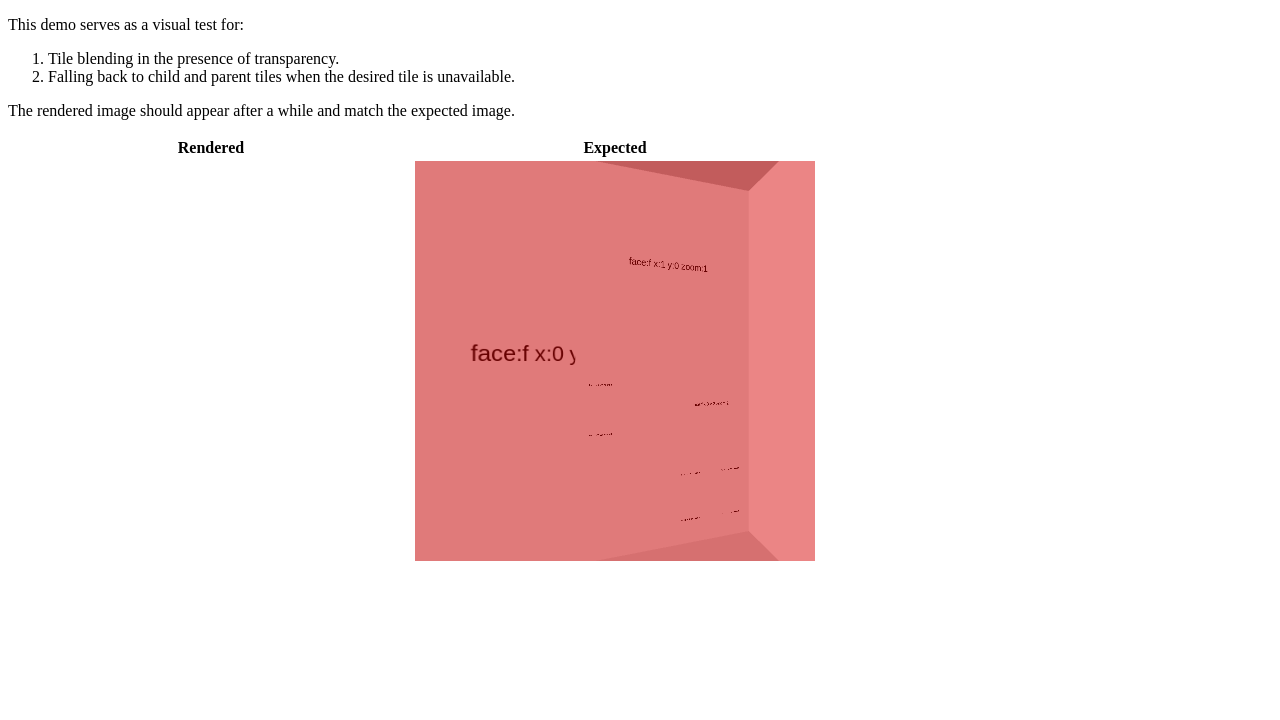 This demo serves as a visual test for:
1. Tile blending in the presence of transparency.
2. Falling back to child and parent tiles when the desired tile is unavailable.
The rendered image should appear after a while and match the expected image.
Rendered Expected
face:f x:1 y:0 zoom:1
face:f x:0 y